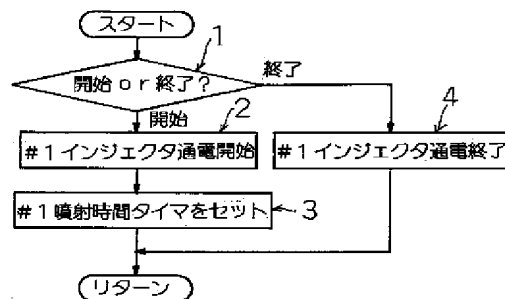 スタート
1
開始or終了?
終了
開始
2
4
#1インジェクタ通電開始
#1インジェクタ通電終了
#1噴射時間タイマをセット
3
リターン